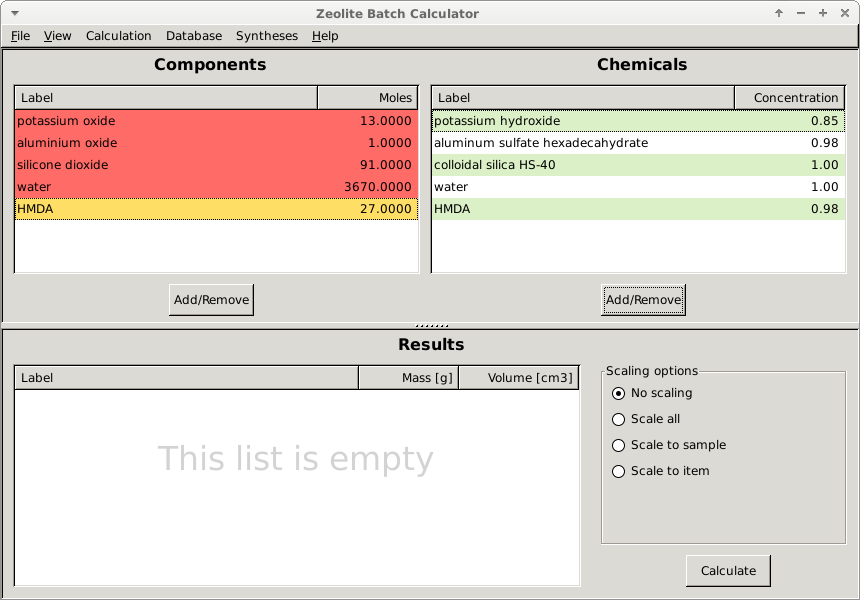 Zeolite Batch Calculator
File View Calculation Database Syntheses Help
Components
Label Moles
potassium oxide 13.0000
aluminium oxide 1.0000
silicone dioxide 91.0000
water 3670.0000
HMDA 27.0000
Add/Remove
Chemicals
Label Concentration
potassium hydroxide 0.85
aluminum sulfate hexadecahydrate 0.98
colloidal silica HS-40 1.00
water 1.00
HMDA 0.98
Add/Remove
Results
Label Mass [g] Volume [cm3]
This list is empty
Scaling options
No scaling
Scale all
Scale to sample
Scale to item
Calculate